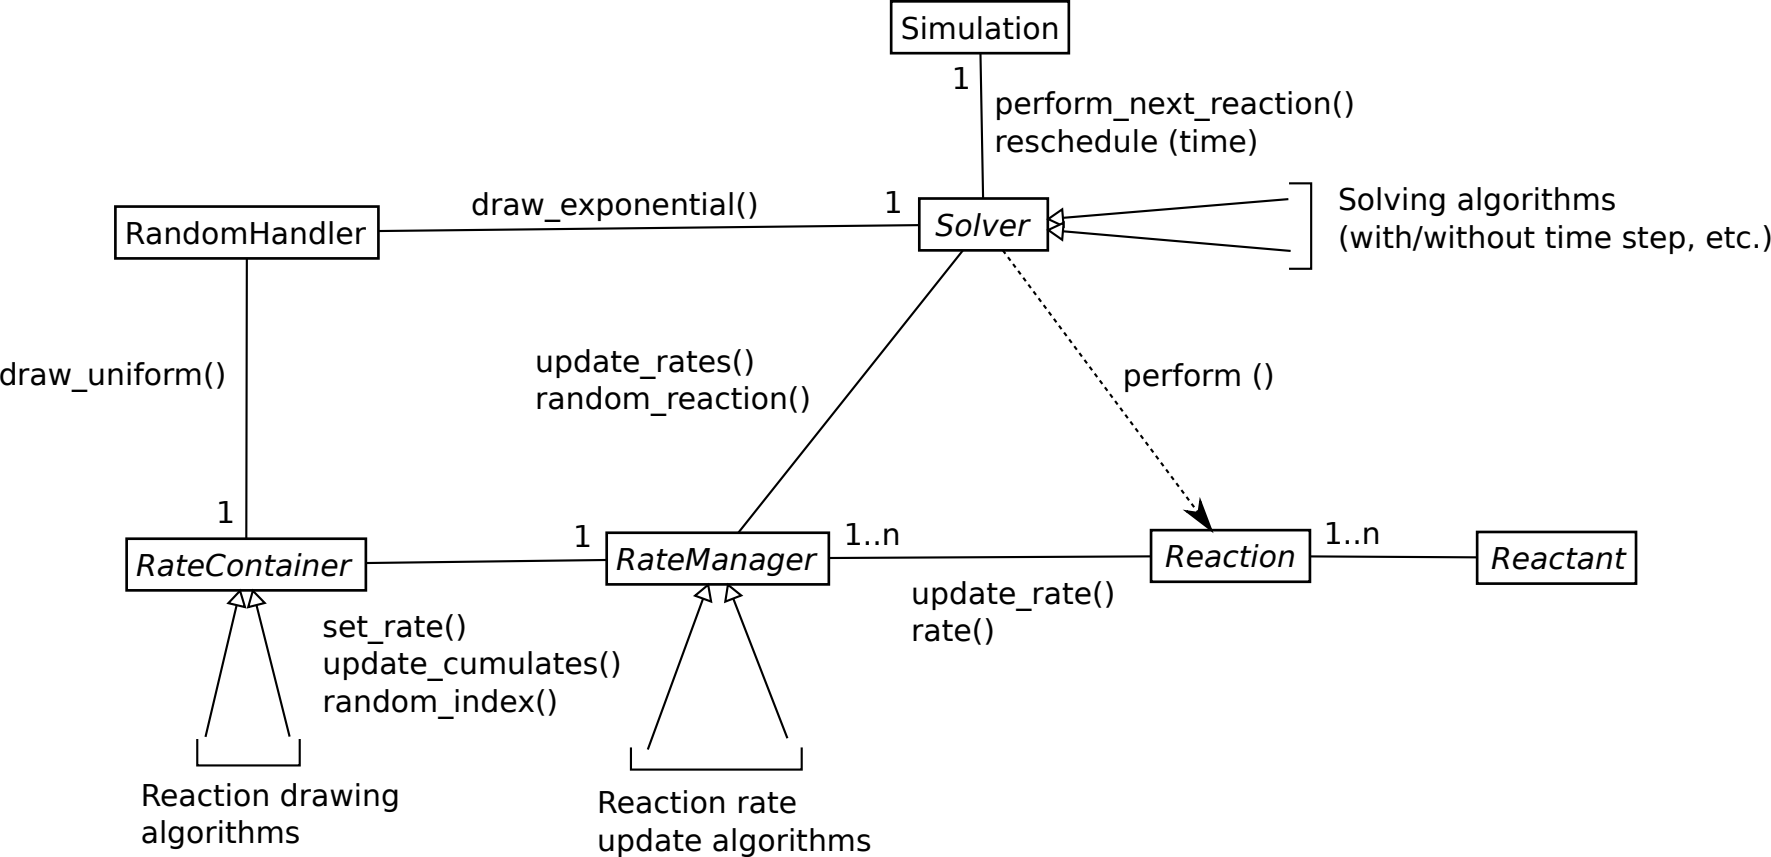 Simulation
1
perform_next_reaction()
reschedule (time)
draw_exponential()
1
Solver
Solving algorithms
(with/without time step, etc.)
RandomHandler
update_rates()
random_reaction()
draw_uniform()
perform ()
1
1
1..n
1..n
RateContainer
RateManager
Reaction
Reactant
set_rate()
update_cumulates()
random_index()
update_rate()
rate()
Reaction drawing
algorithms
Reaction rate
update algorithms